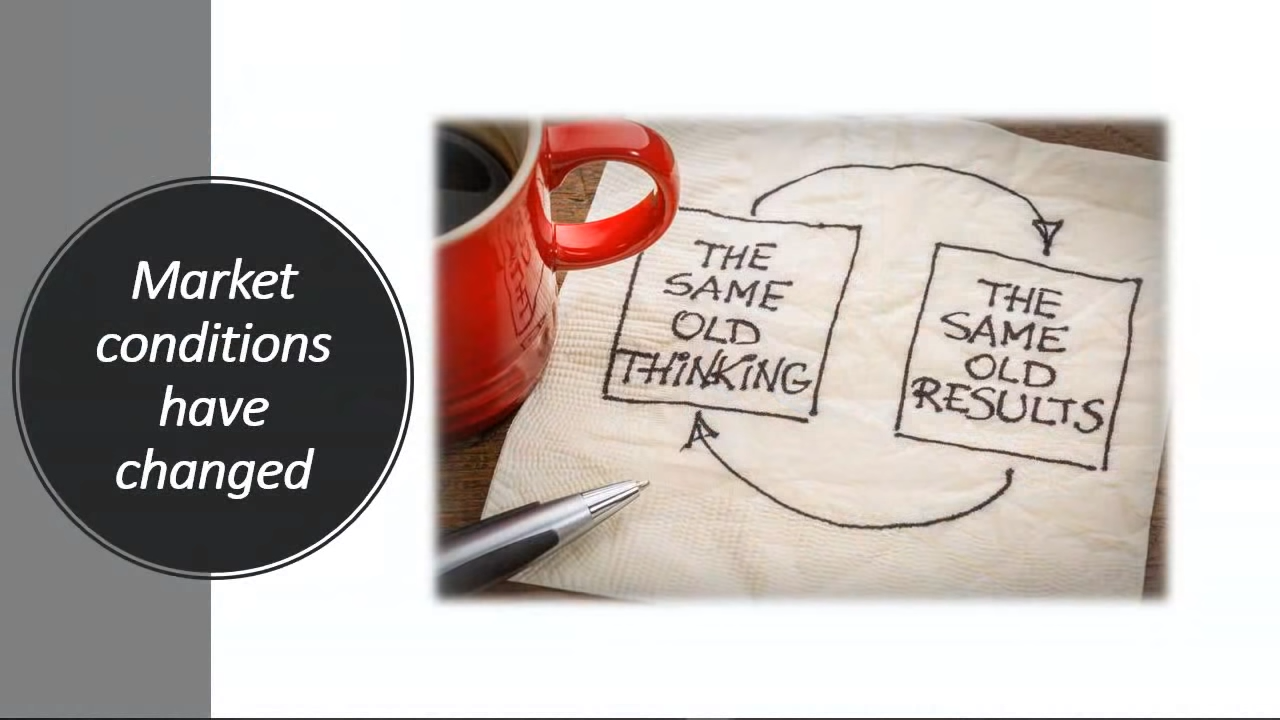 Market
conditions
have
changed
THE
SAME
OLD
THINKING
THE
SAME
OLD
RESULTS